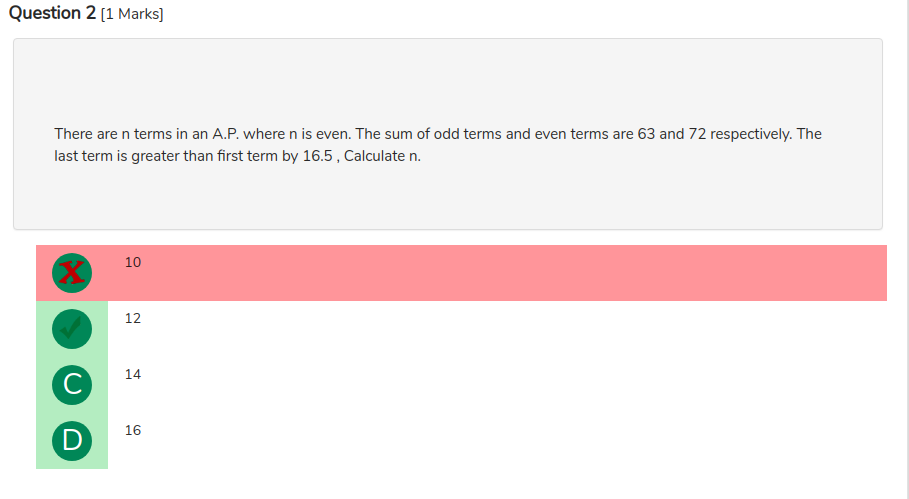 Question 2 [1 Marks]
There are n terms in an A.P. where n is even. The sum of odd terms and even terms are 63 and 72 respectively. The
last term is greater than first term by 16.5 , Calculate n.
X 10
12
C 14
D 16